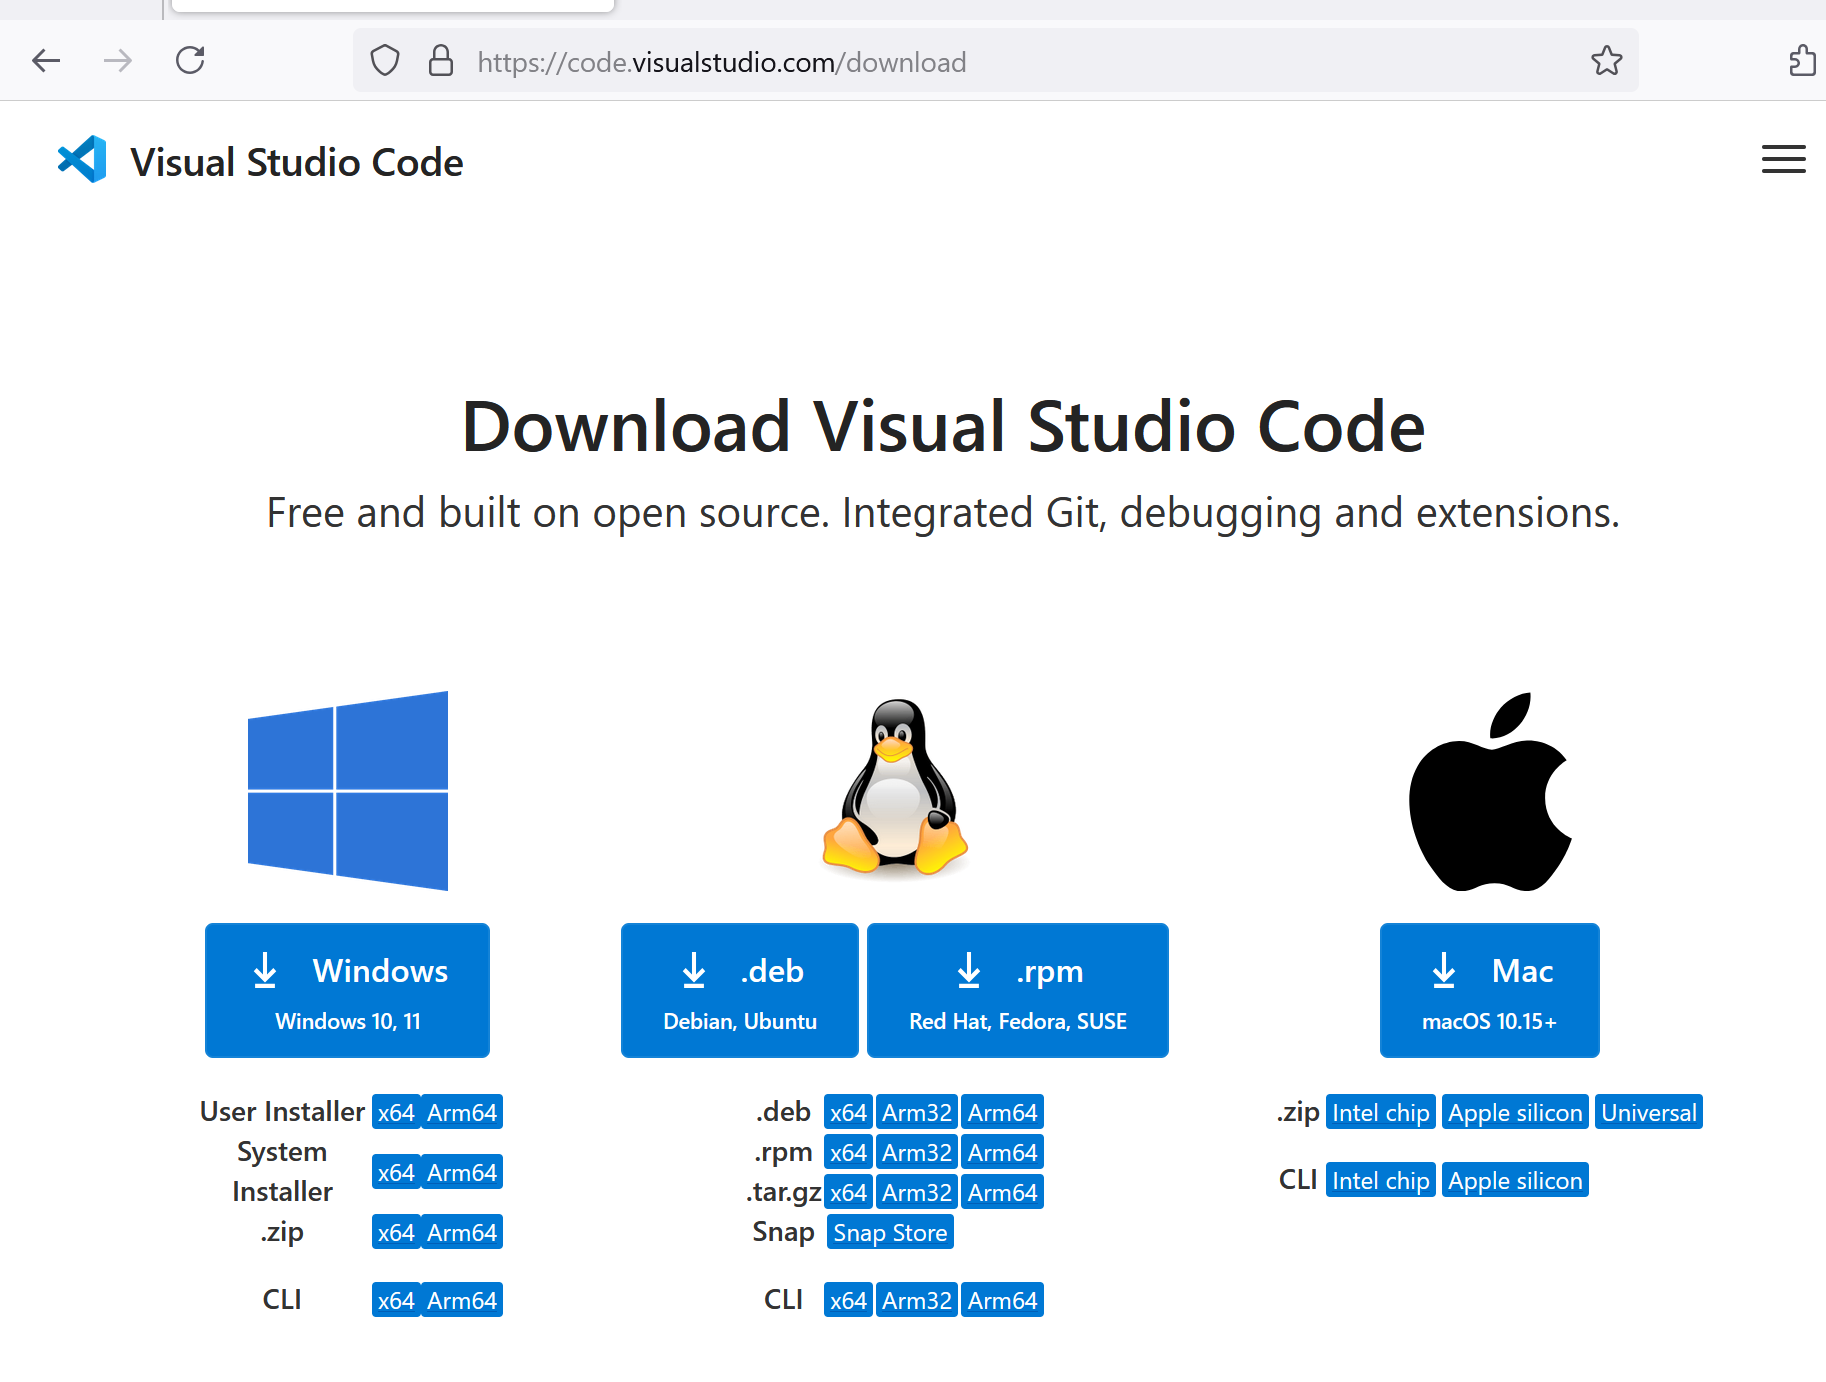 https://code.visualstudio.com/download
Visual Studio Code
Download Visual Studio Code
Free and built on open source. Integrated Git, debugging and extensions.
Windows
Windows 10, 11
User Installer x64 Arm64
System
Installer x64 Arm64
.zip x64 Arm64
CLI x64 Arm64
.deb
Debian, Ubuntu
.rpm
Red Hat, Fedora, SUSE
.deb x64 Arm32 Arm64
.rpm x64 Arm32 Arm64
.tar.gz x64 Arm32 Arm64
Snap Snap Store
CLI x64 Arm32 Arm64
Mac
macOS 10.15+
.zip Intel chip Apple silicon Universal
CLI Intel chip Apple silicon